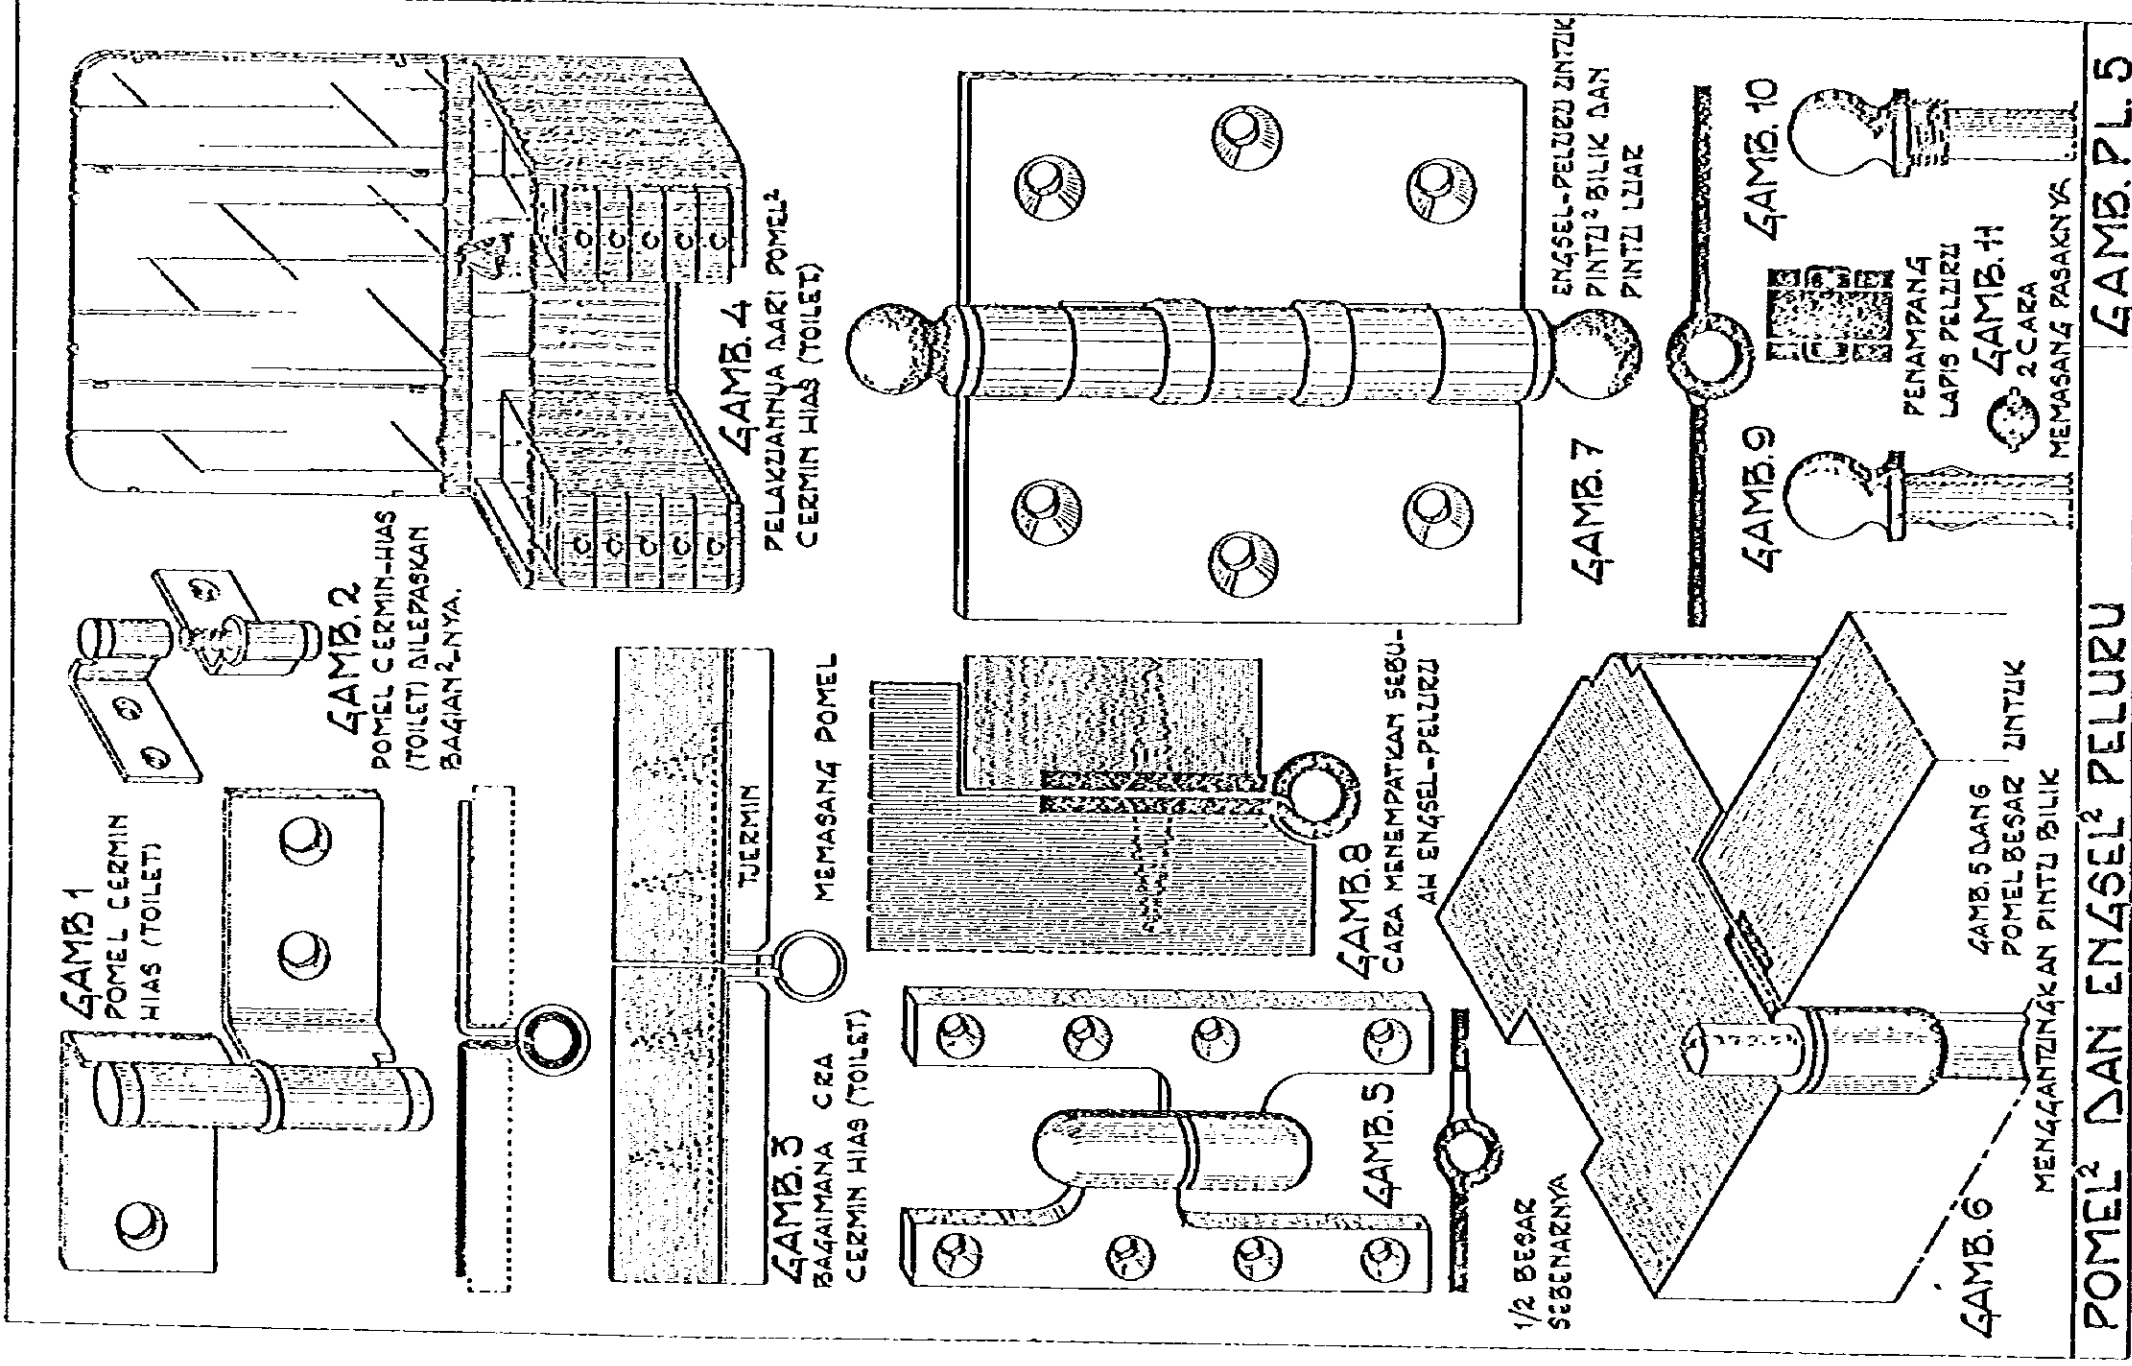 GAMB 1
POMEL CERMIN
HIAS (TOILET)
GAMB. 2
POMEL CERMIN-HIAS
(TOILET) DILEPASKAN
BAGIAN²-NYA.
GAMB. 3
BAGAIMANA CRA MEMASANG POMEL
CERMIN HIAS (TOILET)
TJERMIN
GAMB. 4
PELAKUANNUA DARI POMEL²
CERMIN HIAS (TOILET)
GAMB. 5
1/2 BESAR
SEBENARNYA
GAMB. 8
CARA MENEMPATKAN SEBU-
AH ENGSEL-PELURU
GAMB. 7
ENGSEL-PELURU UNTUK
PINTU² BILIK DAN
PINTU LUAR
GAMB. 6
GAMB. 5 DANG
POMEL BESAR UNTUK
MENGGANTUNGKAN PINTU BILIK
GAMB. 9
GAMB. 10
PENAMPANG
LAPIS PELURU
GAMB. 11
2 CARA
MEMASANG PASAKNYA
POMEL² DAN ENGSEL² PELURU
GAMB. PL. 5